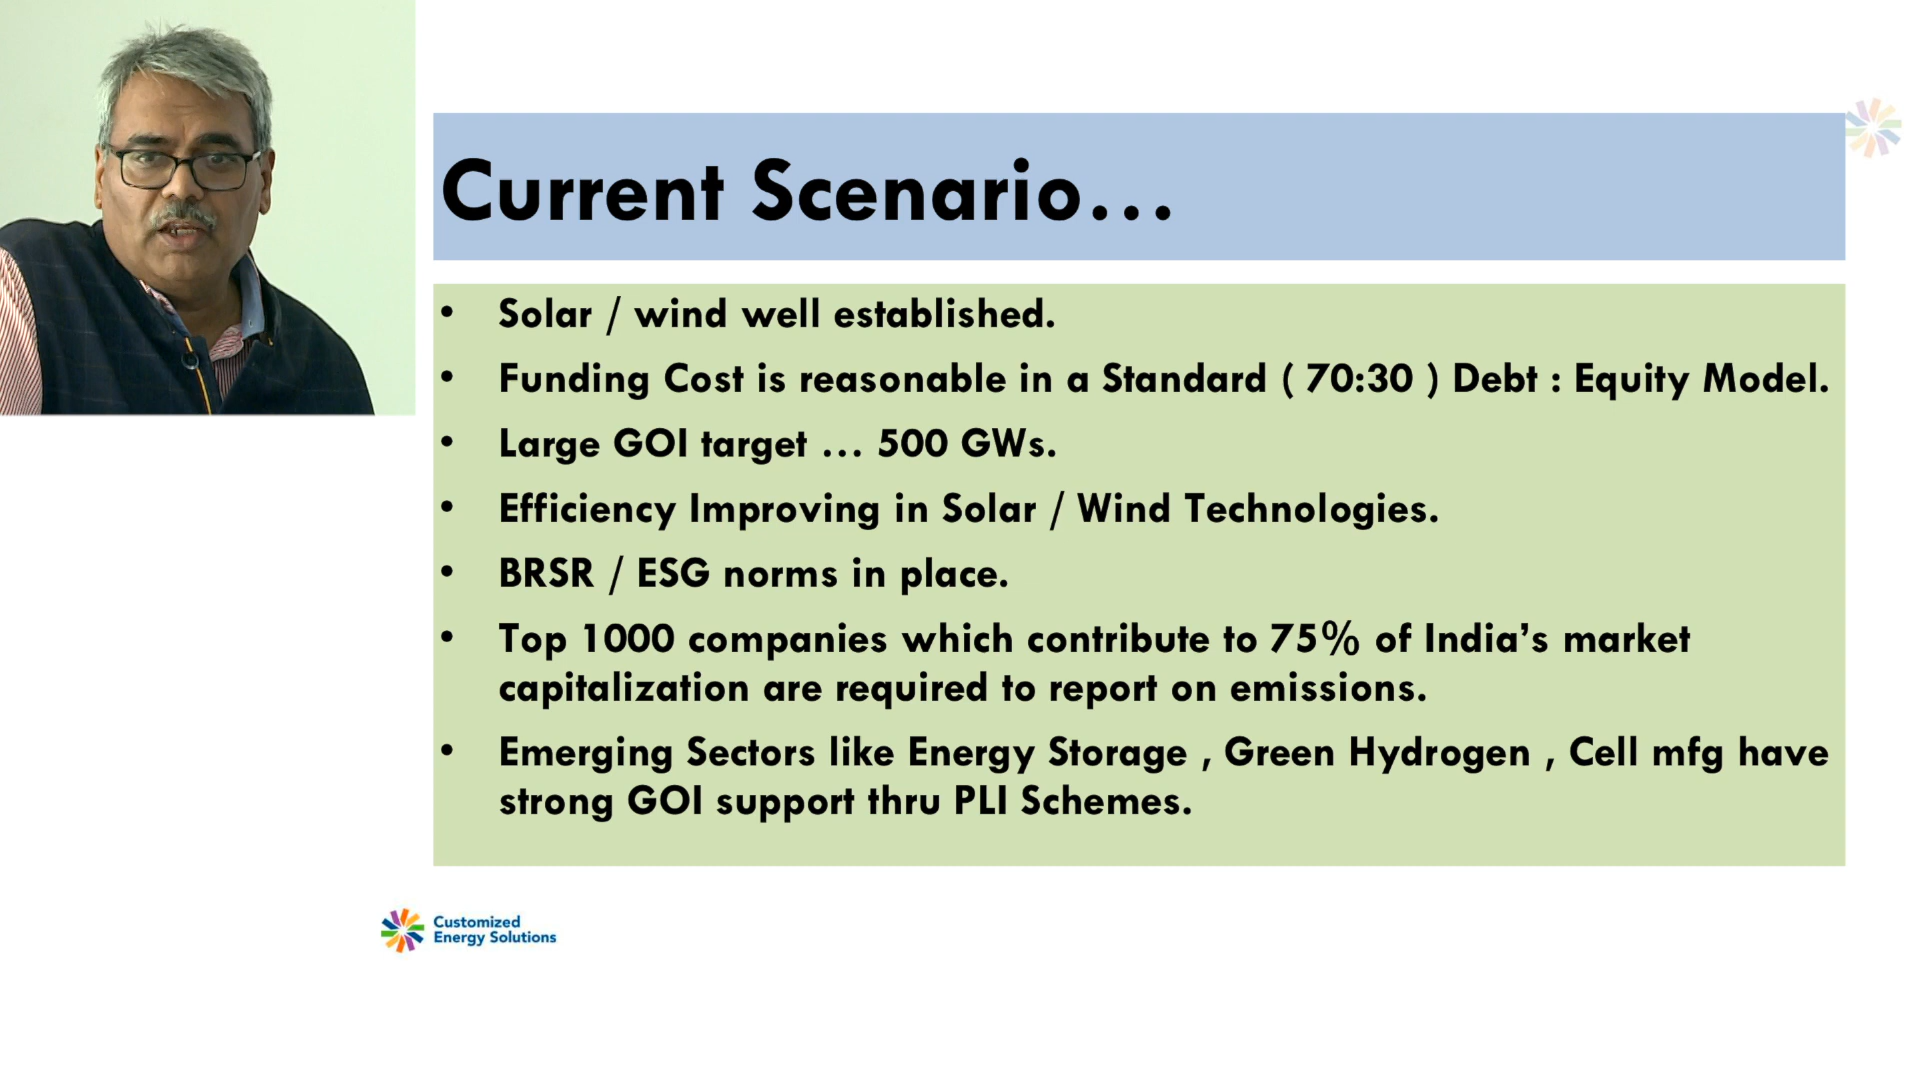 Current Scenario...
• Solar / wind well established.
• Funding Cost is reasonable in a Standard ( 70:30 ) Debt : Equity Model.
• Large GOI target ... 500 GWs.
• Efficiency Improving in Solar / Wind Technologies.
• BRSR / ESG norms in place.
• Top 1000 companies which contribute to 75% of India's market
capitalization are required to report on emissions.
• Emerging Sectors like Energy Storage , Green Hydrogen , Cell mfg have
strong GOI support thru PLI Schemes.
Customized
Energy Solutions